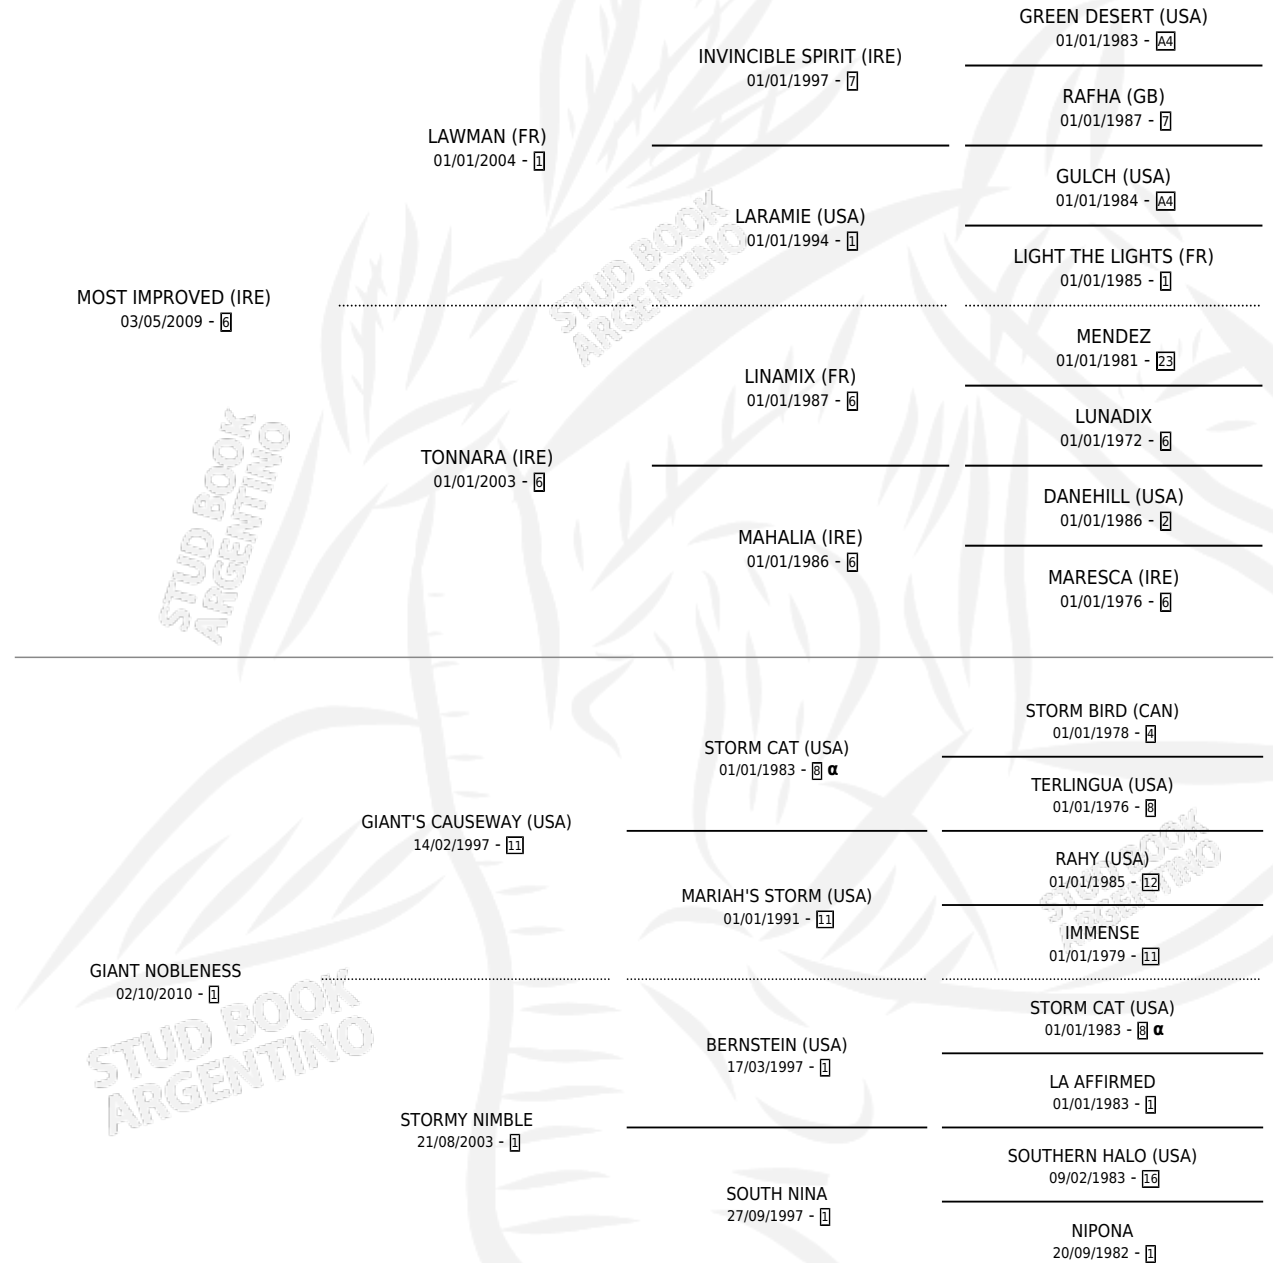 GREEN DESERT (USA)
01/01/1983 - A4
INVINCIBLE SPIRIT (IRE)
01/01/1997 - 7
RAFHA (GB)
01/01/1987 - 7
LAWMAN (FR)
01/01/2004 - 1
GULCH (USA)
01/01/1984 - A4
LARAMIE (USA)
01/01/1994 - 1
LIGHT THE LIGHTS (FR)
01/01/1985 - 1
MOST IMPROVED (IRE)
03/05/2009 - 6
MENDEZ
01/01/1981 - 23
LINAMIX (FR)
01/01/1987 - 6
LUNADIX
01/01/1972 - 6
TONNARA (IRE)
01/01/2003 - 6
DANEHILL (USA)
01/01/1986 - 2
MAHALIA (IRE)
01/01/1986 - 6
MARESCA (IRE)
01/01/1976 - 6
STORM BIRD (CAN)
01/01/1978 - 4
STORM CAT (USA)
01/01/1983 - 8 α
TERLINGUA (USA)
01/01/1976 - 8
GIANT'S CAUSEWAY (USA)
14/02/1997 - 11
RAHY (USA)
01/01/1985 - 12
MARIAH'S STORM (USA)
01/01/1991 - 11
IMMENSE
01/01/1979 - 11
GIANT NOBLENESS
02/10/2010 - 1
STORM CAT (USA)
01/01/1983 - 8 α
BERNSTEIN (USA)
17/03/1997 - 1
LA AFFIRMED
01/01/1983 - 1
STORMY NIMBLE
21/08/2003 - 1
SOUTHERN HALO (USA)
09/02/1983 - 16
SOUTH NINA
27/09/1997 - 1
NIPONA
20/09/1982 - 1
STUD BOOK
ARGENTINO
STUD BOOK
ARGENTINO
STUD BOOK
ARGENTINO
STUD BOOK
ARGENTINO